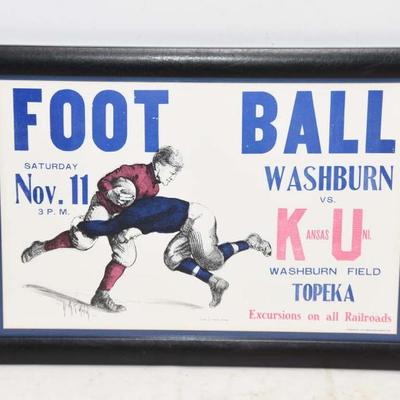 FOOT BALL
SATURDAY
Nov. 11
3 P. M.
WASHBURN
VS.
KANSAS UNI.
WASHBURN FIELD
TOPEKA
Excursions on all Railroads